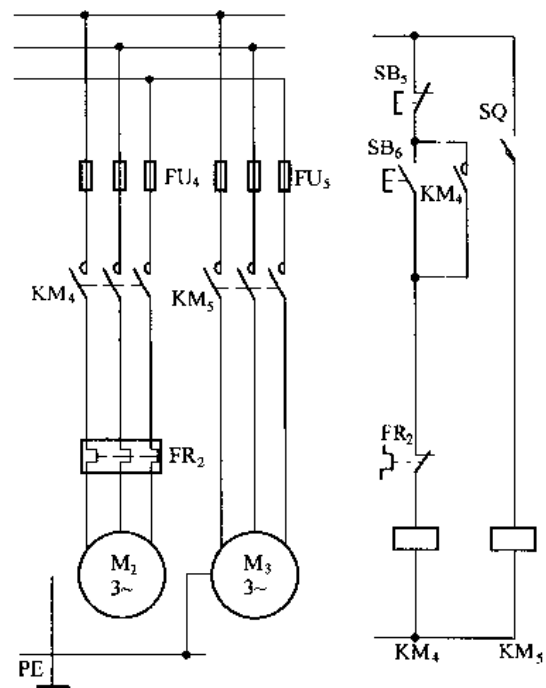 SB₅
SQ
FU₄
FU₅
SB₆
KM₄
KM₄
KM₅
FR₂
FR₂
M₂
3~
M₃
3~
PE
KM₄
KM₅